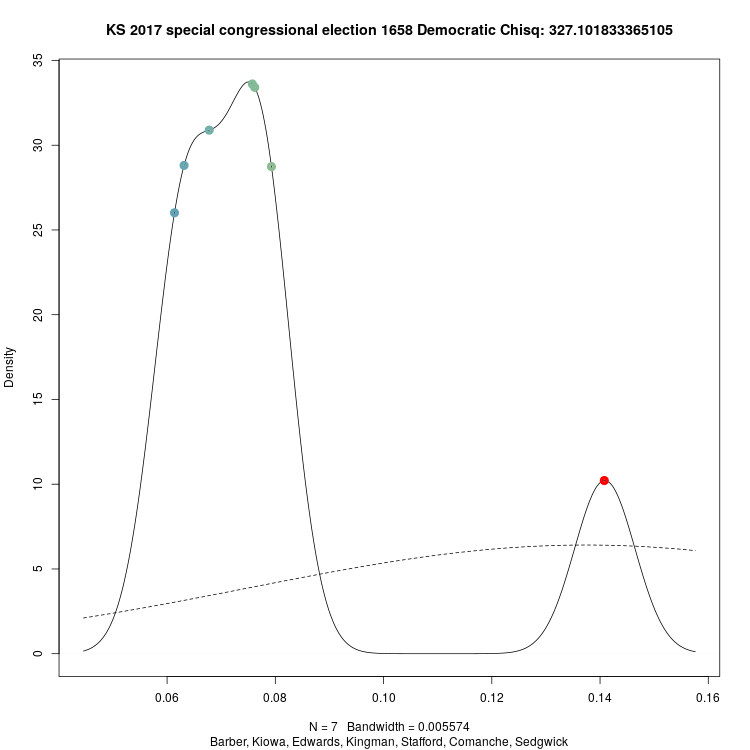 KS 2017 special congressional election 1658 Democratic Chisq: 327.101833365105
35
30
25
20
15
10
5
0
Density
0.06 0.08 0.10 0.12 0.14 0.16
N = 7 Bandwidth = 0.005574
Barber, Kiowa, Edwards, Kingman, Stafford, Comanche, Sedgwick